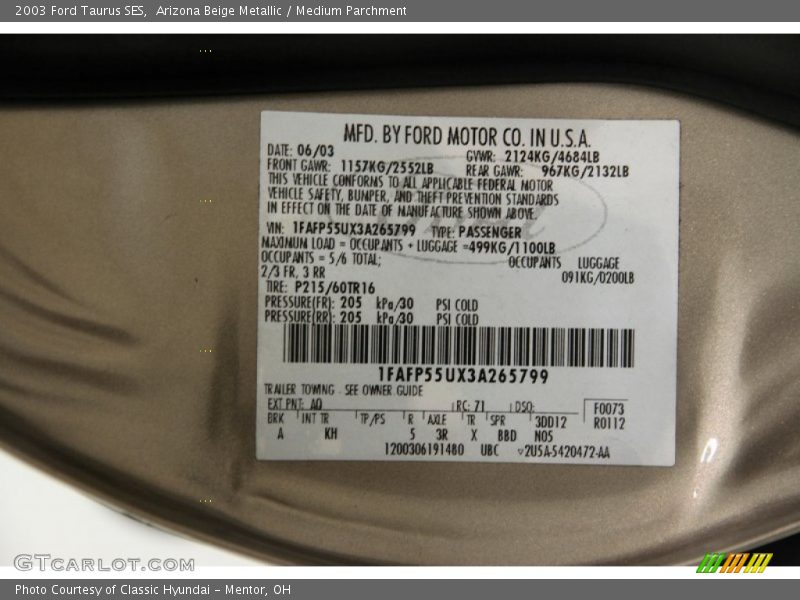 2003 Ford Taurus SES,  Arizona Beige Metallic / Medium Parchment
MFD. BY FORD MOTOR CO. IN U.S.A.
DATE: 06/03 GVWR: 2124KG/4684LB
FRONT GAWR: 1157KG/2552LB REAR GAWR: 967KG/2132LB
THIS VEHICLE CONFORMS TO ALL APPLICABLE FEDERAL MOTOR
VEHICLE SAFETY, BUMPER, AND THEFT PREVENTION STANDARDS
IN EFFECT ON THE DATE OF MANUFACTURE SHOWN ABOVE.
VIN: 1FAFP55UX3A265799 TYPE: PASSENGER
MAXIMUM LOAD = OCCUPANTS + LUGGAGE =499KG/1100LB
OCCUPANTS = 5/6 TOTAL; OCCUPANTS LUGGAGE
2/3 FR, 3 RR 091KG/0200LB
TIRE: P215/60TR16
PRESSURE(FR): 205 kPa/30 PSI COLD
PRESSURE(RR): 205 kPa/30 PSI COLD
1FAFP55UX3A265799
TRAILER TOWING - SEE OWNER GUIDE
EXT PNT: AQ RC: 71 DSO: F0073
BRK INT TR TP/PS R AXLE TR SPR 3DD12 R0112
A KH 5 3R X BBD N05
1200306191480 UBC 2U5A-5420472-AA
GTCARLOT.COM
Photo Courtesy of Classic Hyundai - Mentor, OH